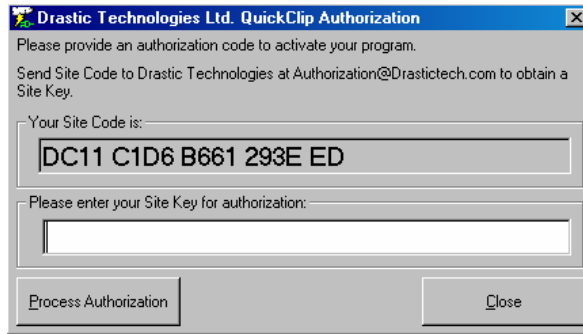 Drastic Technologies Ltd. QuickClip Authorization
Please provide an authorization code to activate your program.
Send Site Code to Drastic Technologies at Authorization@Drastictech.com to obtain a
Site Key.
Your Site Code is:
DC11 C1D6 B661 293E ED
Please enter your Site Key for authorization:
Process Authorization
Close